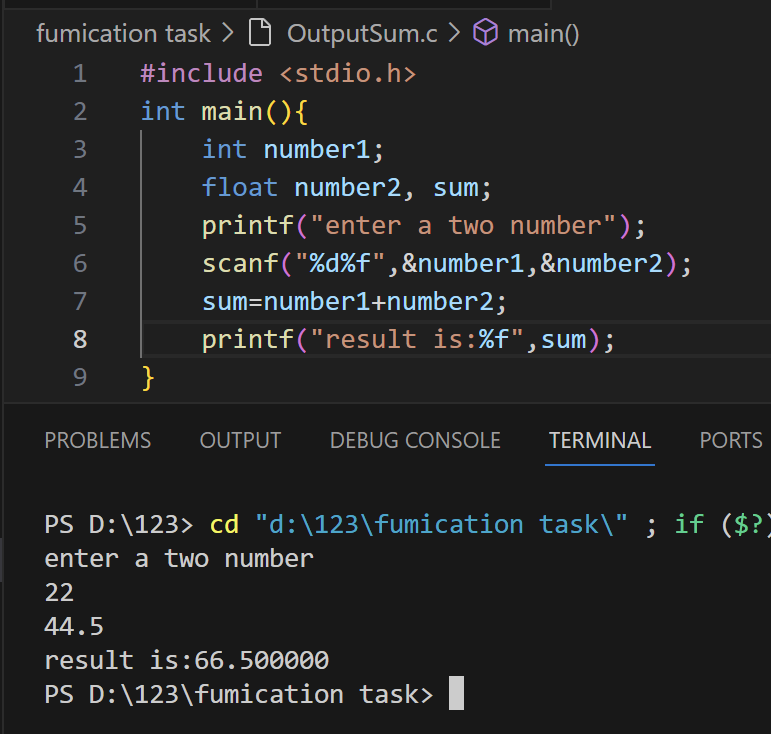 fumication task > OutputSum.c > main()
1 #include <stdio.h>
2 int main(){
3     int number1;
4     float number2, sum;
5     printf("enter a two number");
6     scanf("%d%f",&number1,&number2);
7     sum=number1+number2;
8     printf("result is:%f",sum);
9 }
PROBLEMS OUTPUT DEBUG CONSOLE TERMINAL PORTS
PS D:\123> cd "d:\123\fumication task\" ; if ($?)
enter a two number
22
44.5
result is:66.500000
PS D:\123\fumication task>